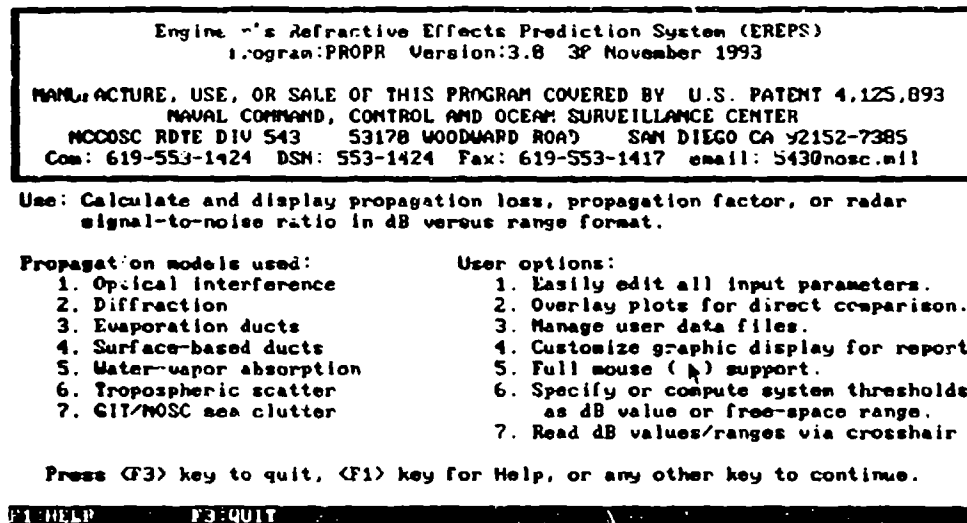 Engineer's Refractive Effects Prediction System (EREPS)
Program:PROPR Version:3.0 30 November 1993
MANUFACTURE, USE, OR SALE OF THIS PROGRAM COVERED BY U.S. PATENT 4,125,893
NAVAL COMMAND, CONTROL AND OCEAN SURVEILLANCE CENTER
NCCOSC RDTE DIV 543 53170 WOODWARD ROAD SAN DIEGO CA 92152-7385
Com: 619-553-1424 DSN: 553-1424 Fax: 619-553-1417 email: 543@nosc.mil
Use: Calculate and display propagation loss, propagation factor, or radar
signal-to-noise ratio in dB versus range format.
Propagation models used:
1. Optical interference
2. Diffraction
3. Evaporation ducts
4. Surface-based ducts
5. Water-vapor absorption
6. Tropospheric scatter
7. GIT/NOSC sea clutter
User options:
1. Easily edit all input parameters.
2. Overlay plots for direct comparison.
3. Manage user data files.
4. Customize graphic display for report
5. Full mouse ( ) support.
6. Specify or compute system thresholds
as dB value or free-space range.
7. Read dB values/ranges via crosshair
Press <F3> key to quit, <F1> key for Help, or any other key to continue.
F1:HELP F3:QUIT